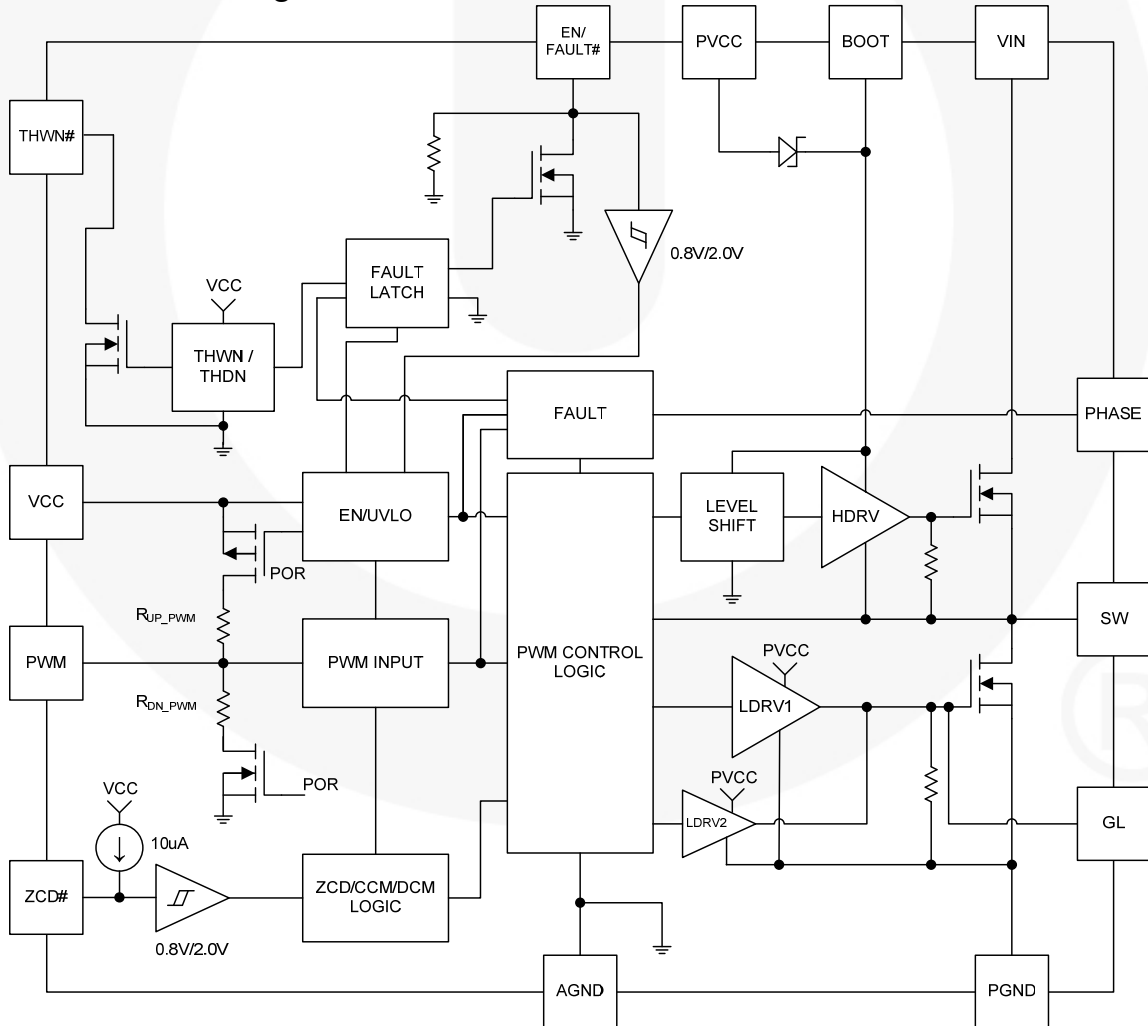 EN/
FAULT#
PVCC
BOOT
VIN
THWN#
0.8V/2.0V
FAULT
LATCH
VCC
THWN /
THDN
FAULT
PHASE
VCC
EN/UVLO
LEVEL
SHIFT
HDRV
POR
RUP_PWM
SW
PWM
PWM INPUT
PWM CONTROL
LOGIC
PVCC
LDRV1
RDN_PWM
POR
VCC
PVCC
LDRV2
GL
10uA
ZCD#
ZCD/CCM/DCM
LOGIC
0.8V/2.0V
AGND
PGND
®